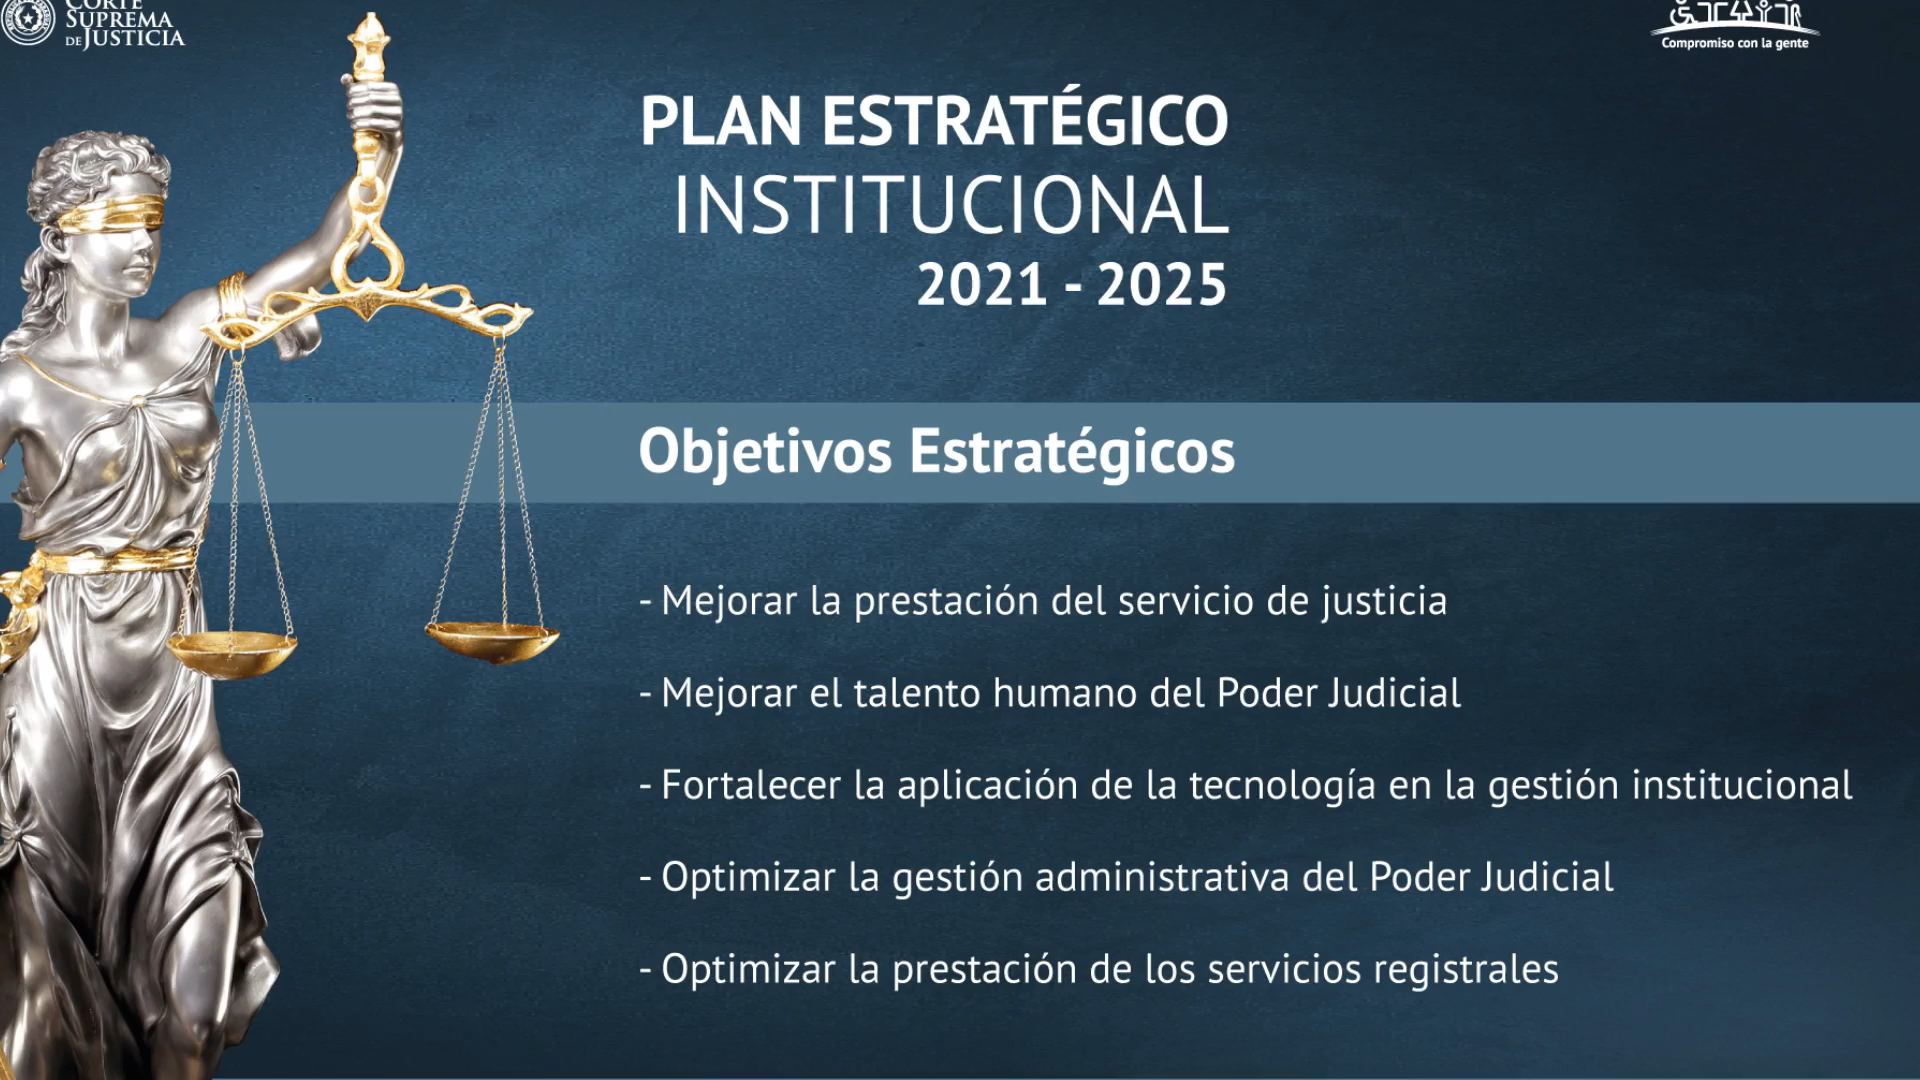 CORTE
SUPREMA
DE JUSTICIA
Compromiso con la gente
PLAN ESTRATÉGICO
INSTITUCIONAL
2021 - 2025
Objetivos Estratégicos
- Mejorar la prestación del servicio de justicia
- Mejorar el talento humano del Poder Judicial
- Fortalecer la aplicación de la tecnología en la gestión institucional
- Optimizar la gestión administrativa del Poder Judicial
- Optimizar la prestación de los servicios registrales